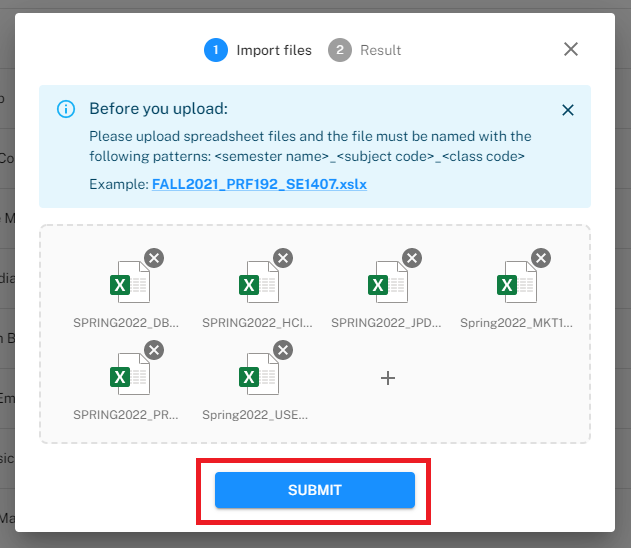 1 Import files 2 Result
Before you upload:
Please upload spreadsheet files and the file must be named with the
following patterns: <semester name>_<subject code>_<class code>
Example: FALL2021_PRF192_SE1407.xslx
SPRING2022_DB... SPRING2022_HCI... SPRING2022_JPD... Spring2022_MKT1...
SPRING2022_PR... Spring2022_USE...
SUBMIT